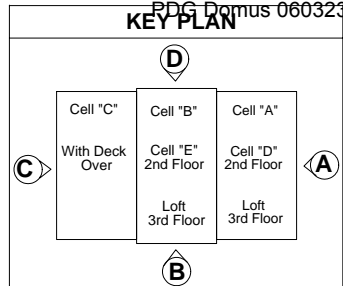 PDG Domus 060323
KEY PLAN
D
Cell "C"
With Deck
Over
Cell "B"
Cell "E"
2nd Floor
Loft
3rd Floor
Cell "A"
Cell "D"
2nd Floor
Loft
3rd Floor
C
A
B